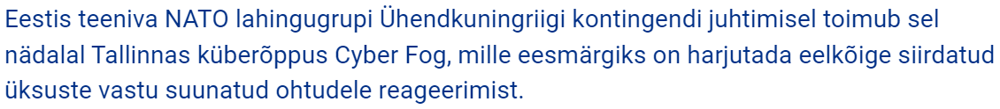 Eestis teeniva NATO lahingugrupi Ühendkuningriigi kontingendi juhtimisel toimub sel
nädalal Tallinnas küberõppus Cyber Fog, mille eesmärgiks on harjutada eelkõige siirdatud
üksuste vastu suunatud ohtudele reageerimist.